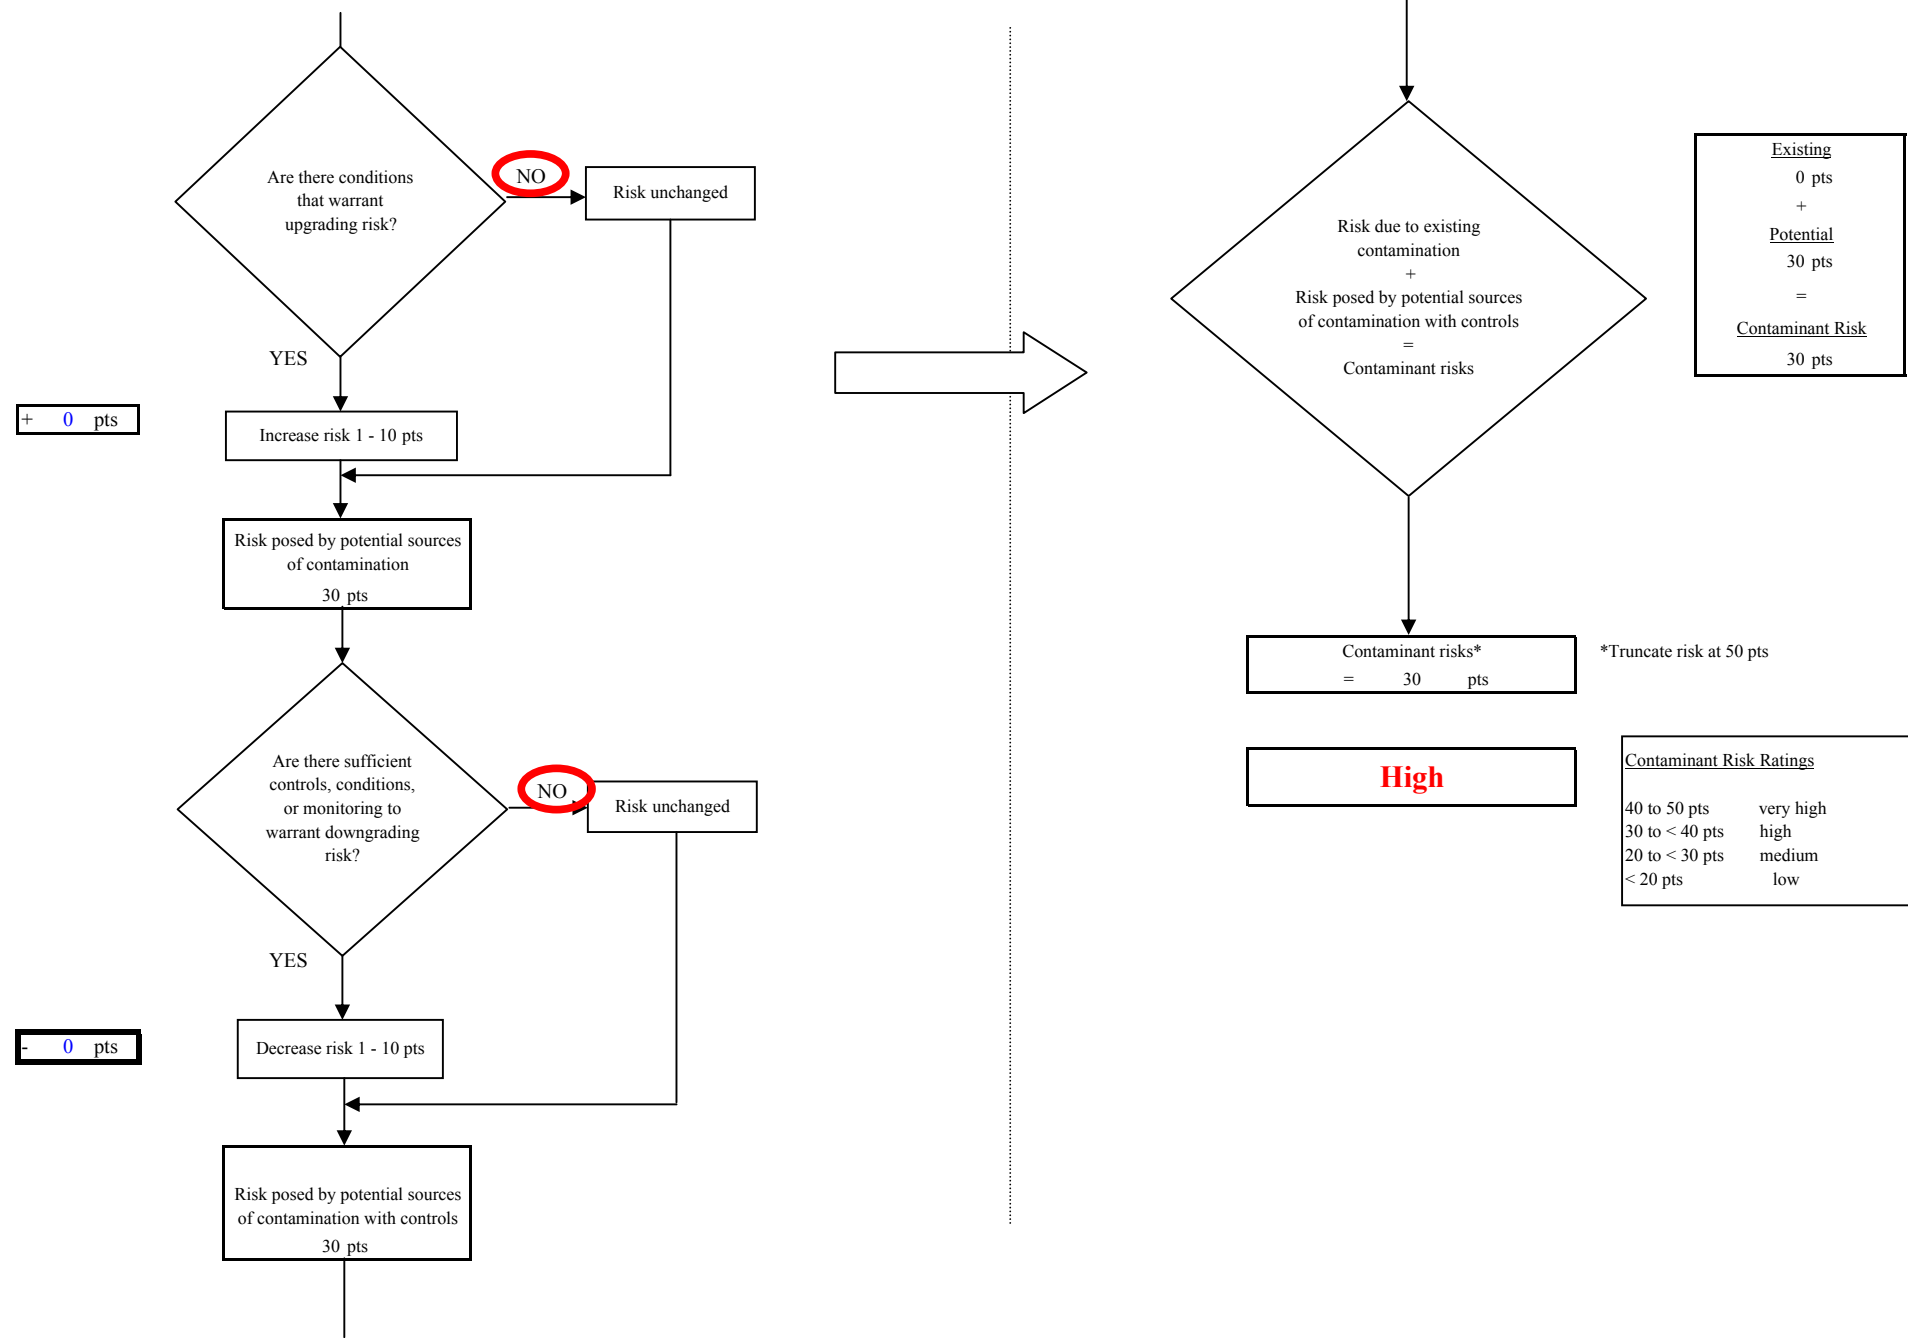 Are there conditions
that warrant
upgrading risk?
NO
Risk unchanged
YES
+ 0 pts
Increase risk 1 - 10 pts
Risk posed by potential sources
of contamination
30 pts
Are there sufficient
controls, conditions,
or monitoring to
warrant downgrading
risk?
NO
Risk unchanged
YES
- 0 pts
Decrease risk 1 - 10 pts
Risk posed by potential sources
of contamination with controls
30 pts
Risk due to existing
contamination
+
Risk posed by potential sources
of contamination with controls
=
Contaminant risks
Existing
0 pts
+
Potential
30 pts
=
Contaminant Risk
30 pts
Contaminant risks*
= 30 pts
*Truncate risk at 50 pts
High
Contaminant Risk Ratings
40 to 50 pts very high
30 to < 40 pts high
20 to < 30 pts medium
< 20 pts low